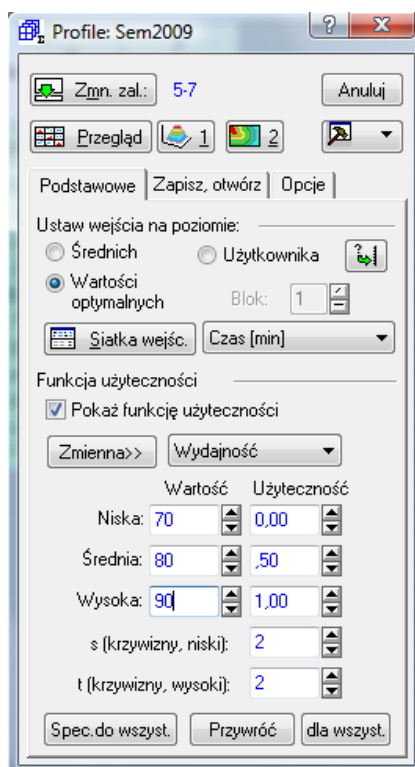 Profile: Sem2009
Zmn. zal.: 5-7 Anuluj
Przegląd 1 2
Podstawowe Zapisz, otwórz Opcje
Ustaw wejścia na poziomie:
Średnich Użytkownika
Wartości
optymalnych Blok: 1
Siatka wejśc. Czas [min]
Funkcja użyteczności
Pokaż funkcję użyteczności
Zmienna>> Wydajność
Wartość Użyteczność
Niska: 70 0,00
Średnia: 80 ,50
Wysoka: 90 1,00
s (krzywizny, niski): 2
t (krzywizny, wysoki): 2
Spec.do wszyst. Przywróć dla wszyst.